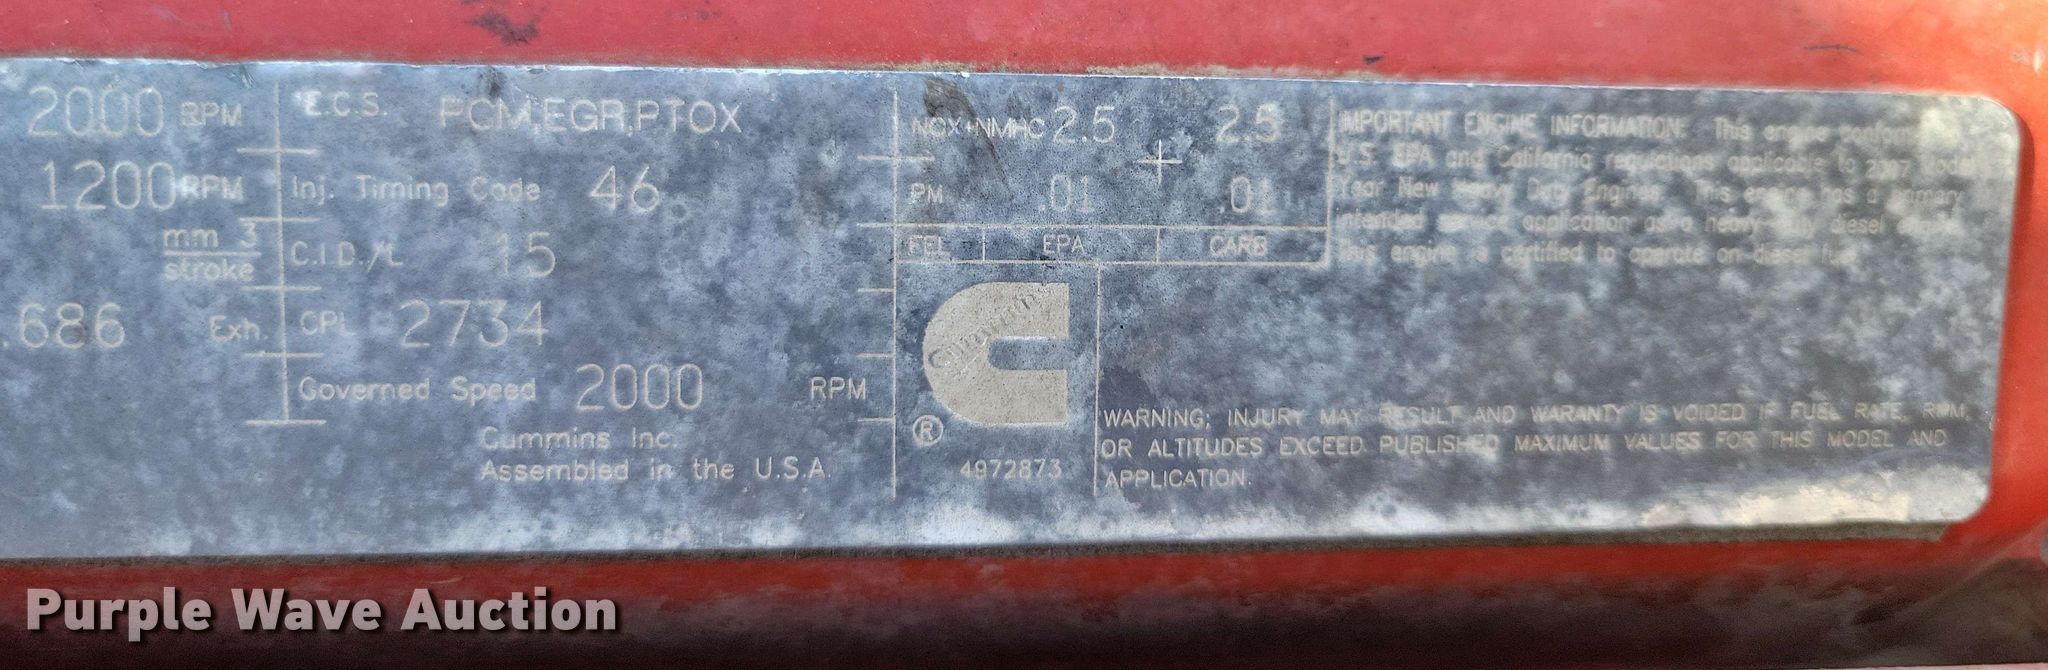 2000 RPM
1200 RPM
mm 3
stroke
.686 Exh.
E.C.S. PCM,EGR,PTOX
Inj. Timing Code 46
C.I.D./L 15
CPL 2734
Governed Speed 2000 RPM
Cummins Inc.
Assembled in the U.S.A.
NOX+NMHC 2.5 2.5
PM .01 .01
FEL EPA CARB
Cummins
®
4972873
IMPORTANT ENGINE INFORMATION: This engine conforms
U.S. EPA and California regulations applicable to 2007 Model
Year New Heavy Duty Engines. This engine has a primary
intended service application as a heavy duty diesel engine.
This engine is certified to operate on diesel fuel.
WARNING; INJURY MAY RESULT AND WARANTY IS VOIDED IF FUEL RATE, RPM,
OR ALTITUDES EXCEED PUBLISHED MAXIMUM VALUES FOR THIS MODEL AND
APPLICATION.
Purple Wave Auction